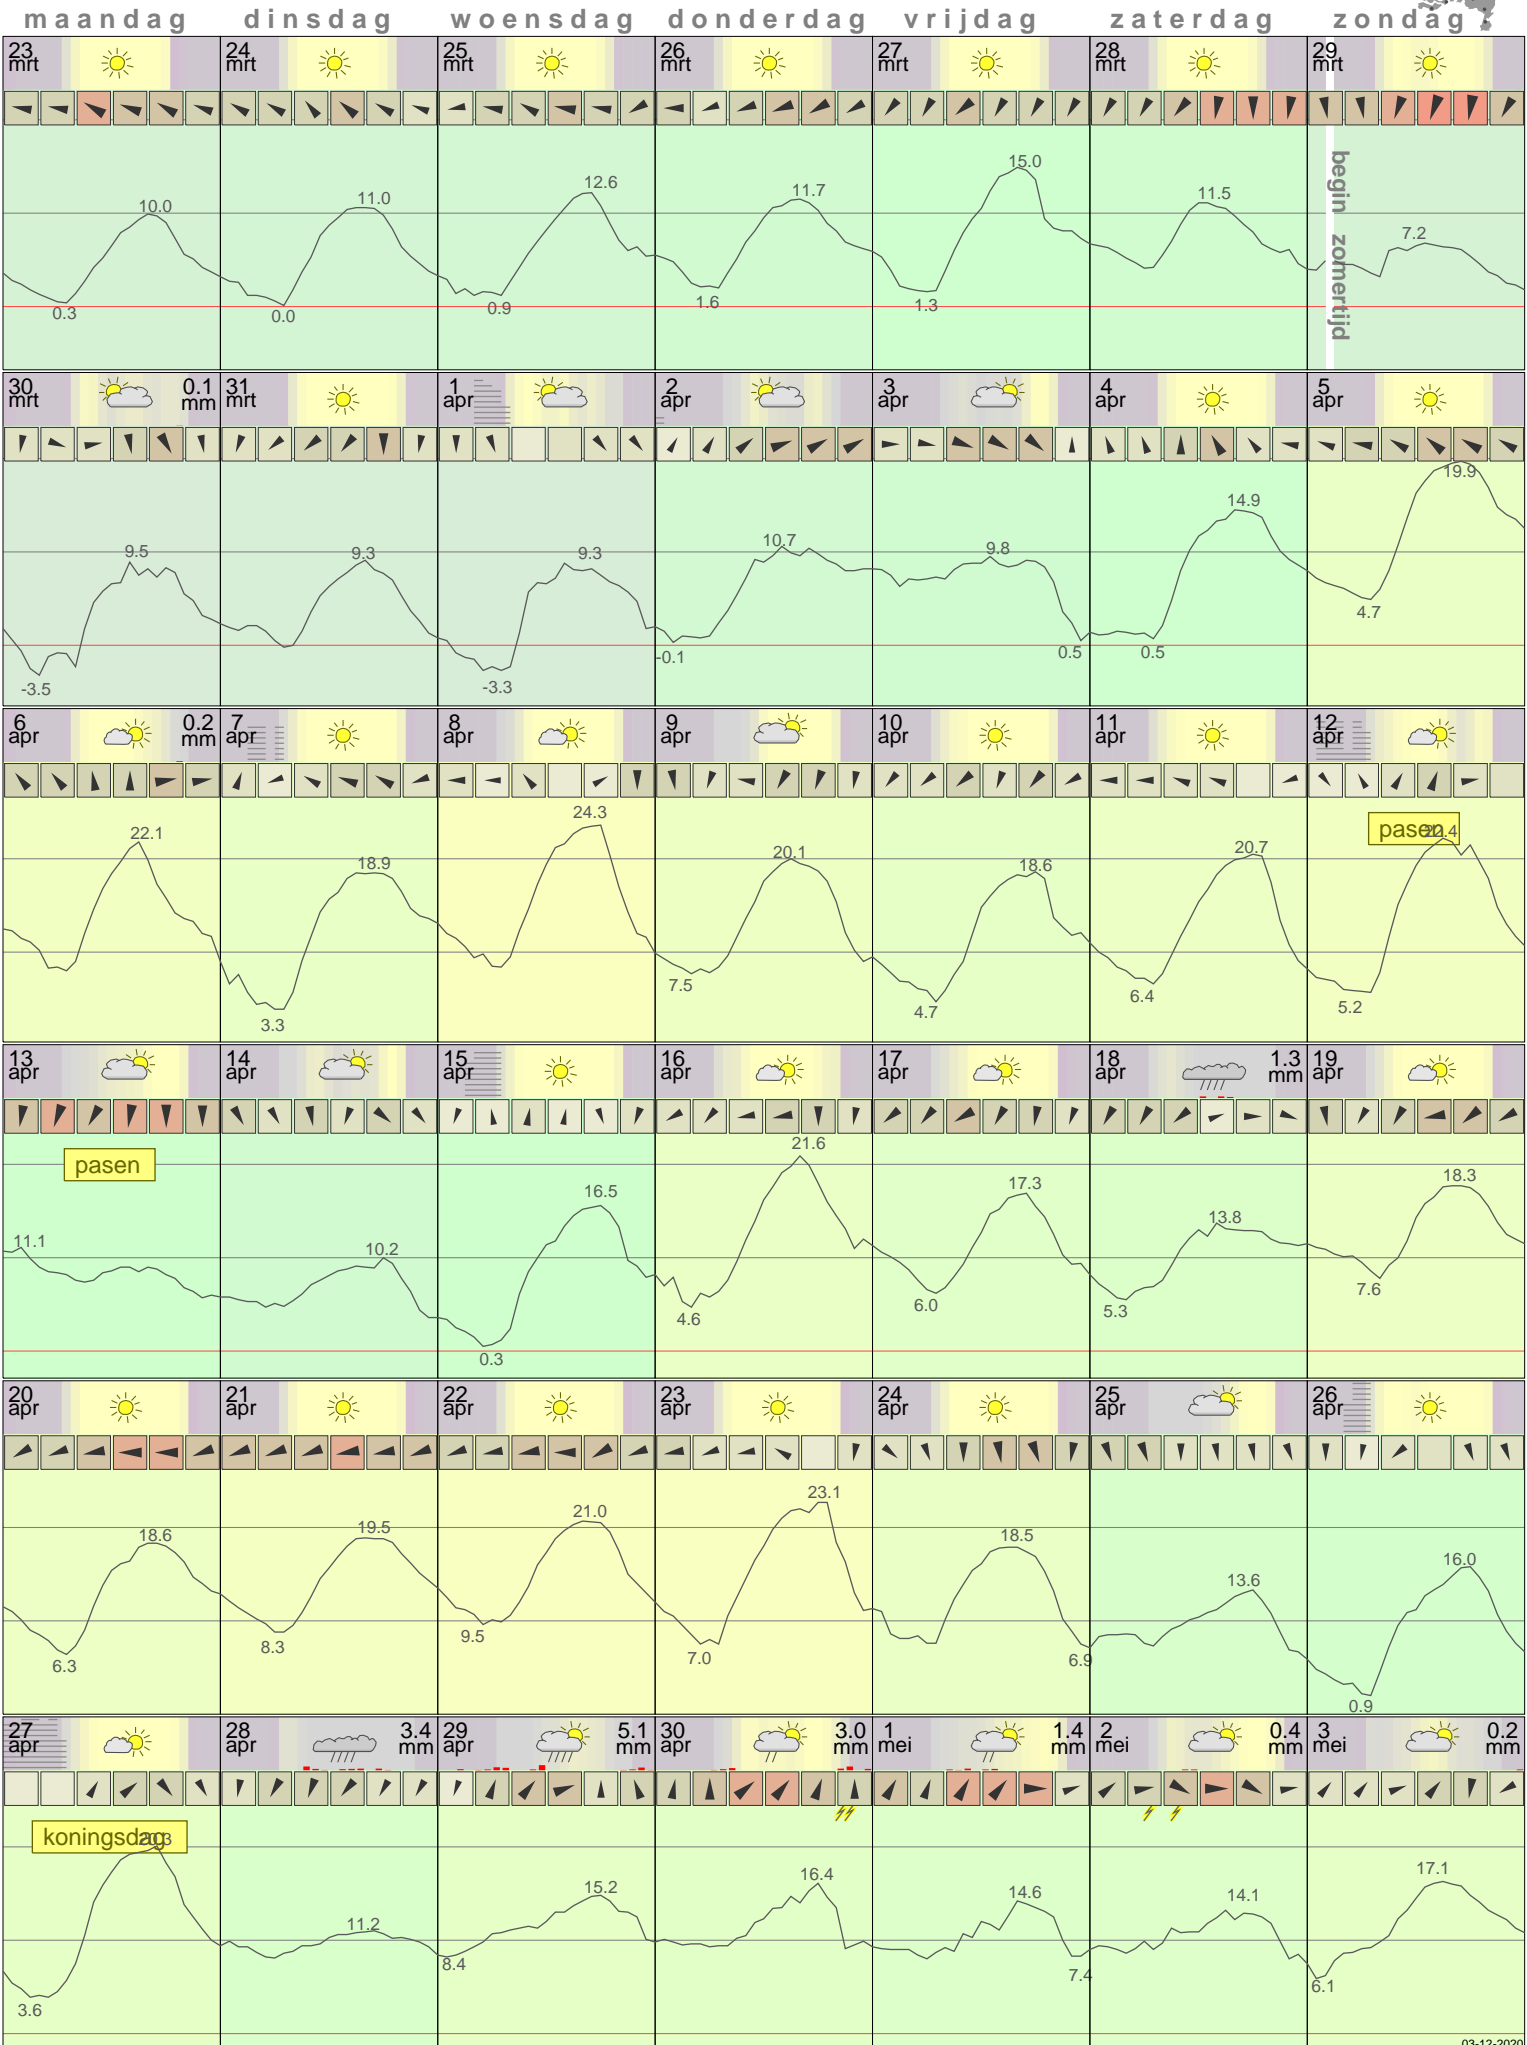 maandag dinsdag woensdag donderdag vrijdag zaterdag zondag
23 mrt 24 mrt 25 mrt 26 mrt 27 mrt 28 mrt 29 mrt
10.0 11.0 12.6 11.7 15.0 11.5 7.2
0.3 0.0 0.9 1.6 1.3
begin zomertijd
30 mrt 0.1 mm 31 mrt 1 apr 2 apr 3 apr 4 apr 5 apr
9.5 9.3 9.3 10.7 9.8 14.9 19.9
-3.5 -3.3 -0.1 0.5 0.5 4.7
6 apr 0.2 mm 7 apr 8 apr 9 apr 10 apr 11 apr 12 apr
pasen
22.1 18.9 24.3 20.1 18.6 20.7 22.4
3.3 7.5 4.7 6.4 5.2
13 apr 14 apr 15 apr 16 apr 17 apr 18 apr 1.3 mm 19 apr
pasen
11.1 10.2 16.5 21.6 17.3 13.8 18.3
0.3 4.6 6.0 5.3 7.6
20 apr 21 apr 22 apr 23 apr 24 apr 25 apr 26 apr
18.6 19.5 21.0 23.1 18.5 13.6 16.0
6.3 8.3 9.5 7.0 6.9 0.9
27 apr 28 apr 3.4 mm 29 apr 5.1 mm 30 apr 3.0 mm 1 mei 1.4 mm 2 mei 0.4 mm 3 mei 0.2 mm
koningsdag
20.3 11.2 15.2 16.4 14.6 14.1 17.1
3.6 8.4 7.4 6.1
03-12-2020